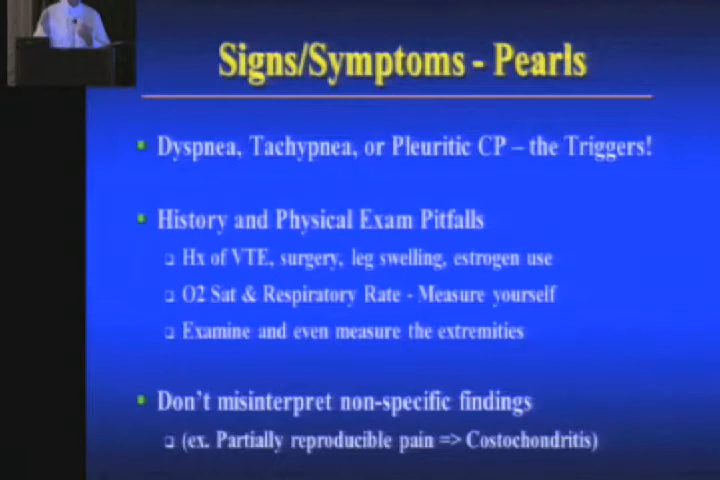 Signs/Symptoms - Pearls
Dyspnea, Tachypnea, or Pleuritic CP – the Triggers!
History and Physical Exam Pitfalls
Hx of VTE, surgery, leg swelling, estrogen use
O2 Sat & Respiratory Rate - Measure yourself
Examine and even measure the extremities
Don't misinterpret non-specific findings
(ex. Partially reproducible pain => Costochondritis)